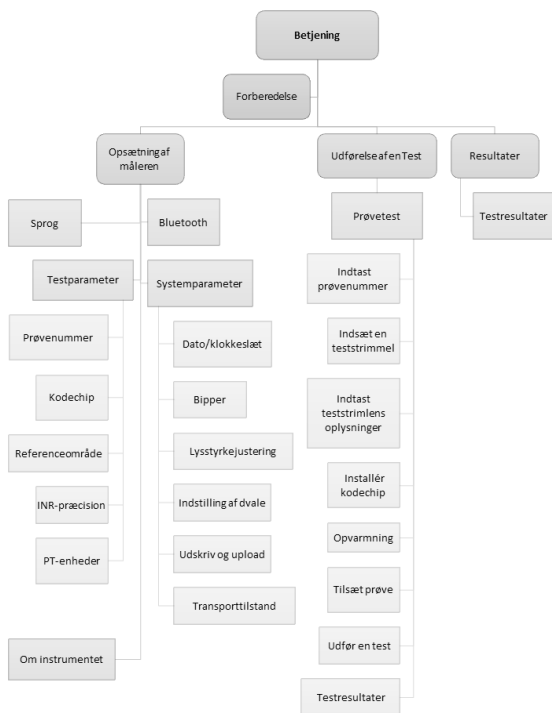 Betjening
Forberedelse
Opsætning af
måleren
Udførelse af en Test
Resultater
Sprog
Bluetooth
Prøvetest
Testresultater
Testparameter
Systemparameter
Indtast
prøvenummer
Prøvenummer
Dato/klokkeslæt
Indsæt en
teststrimmel
Kodechip
Bipper
Indtast
teststrimlens
oplysninger
Referenceområde
Lysstyrkejustering
Installér
kodechip
INR-præcision
Indstilling af dvale
Opvarmning
PT-enheder
Udskriv og upload
Tilsæt prøve
Transporttilstand
Om instrumentet
Udfør en test
Testresultater